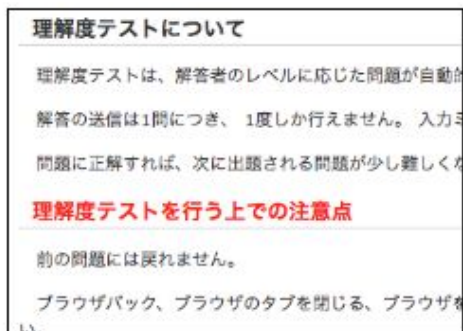 理解度テストについて
理解度テストは、解答者のレベルに応じた問題が自動的
解答の送信は1問につき、 1度しか行えません。 入力ミ
問題に正解すれば、次に出題される問題が少し難しくな
理解度テストを行う上での注意点
前の問題には戻れません。
ブラウザバック、ブラウザのタブを閉じる、ブラウザを